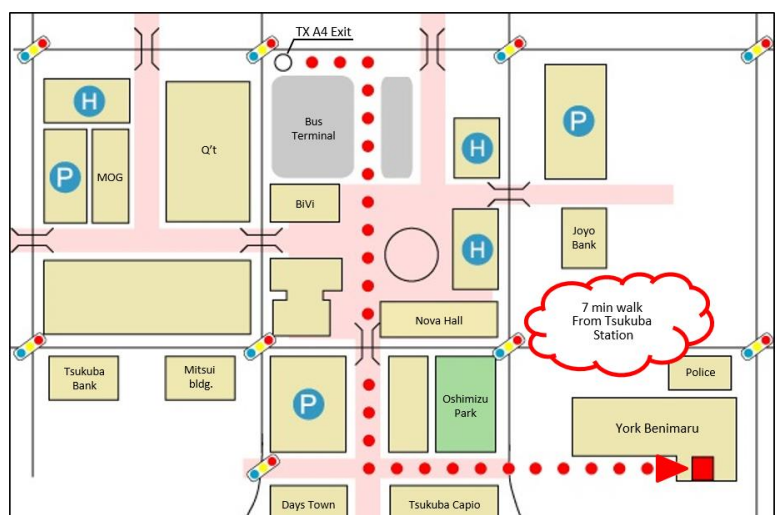 TX A4 Exit
H
P
MOG
Q't
Bus
Terminal
BiVi
H
P
H
Joyo
Bank
7 min walk
From Tsukuba
Station
Nova Hall
Tsukuba
Bank
Mitsui
bldg.
P
Oshimizu
Park
Police
York Benimaru
Days Town
Tsukuba Capio